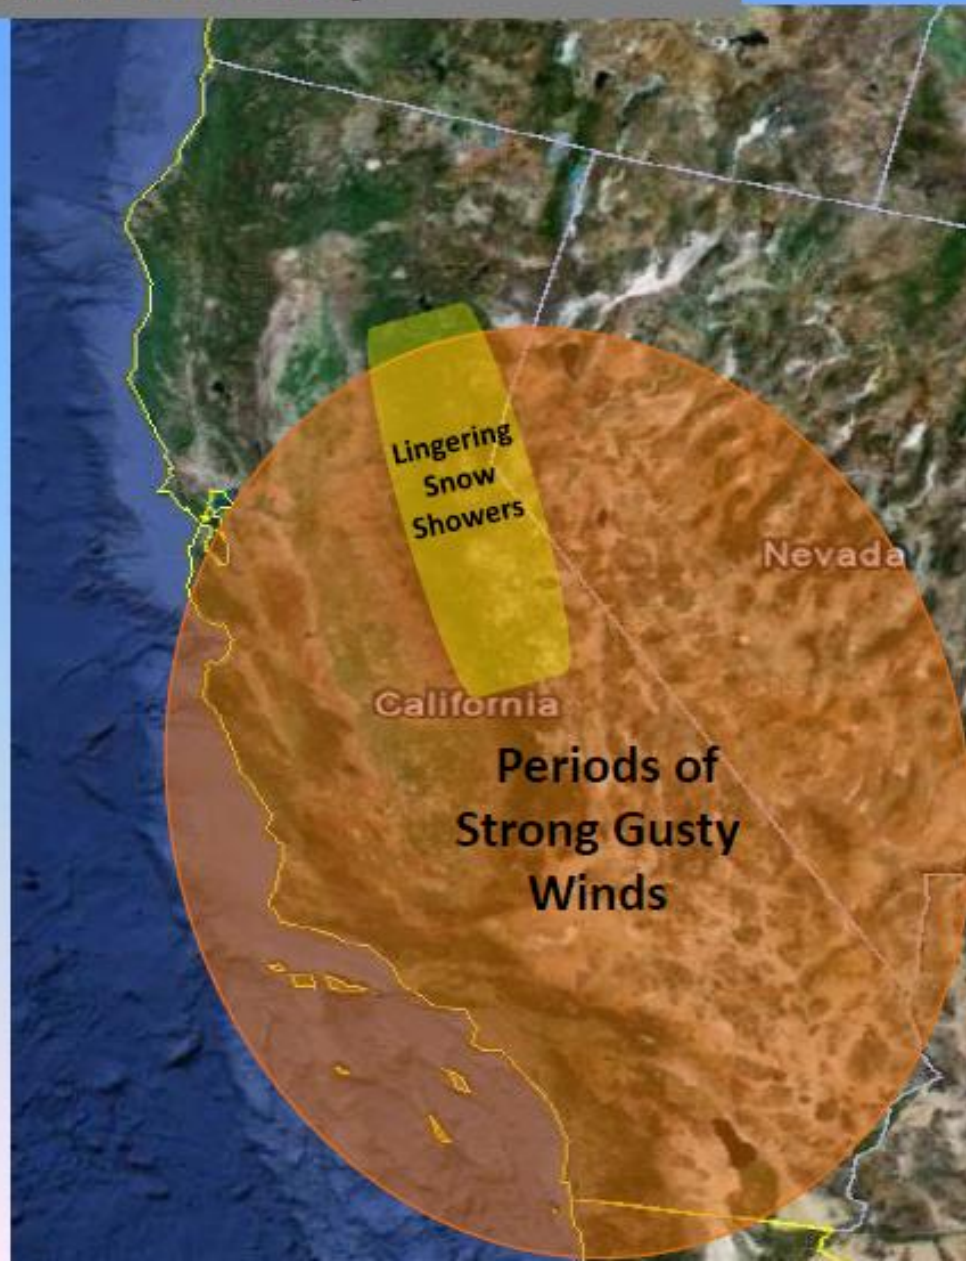 Lingering
Snow
Showers
Nevada
California
Periods of
Strong Gusty
Winds